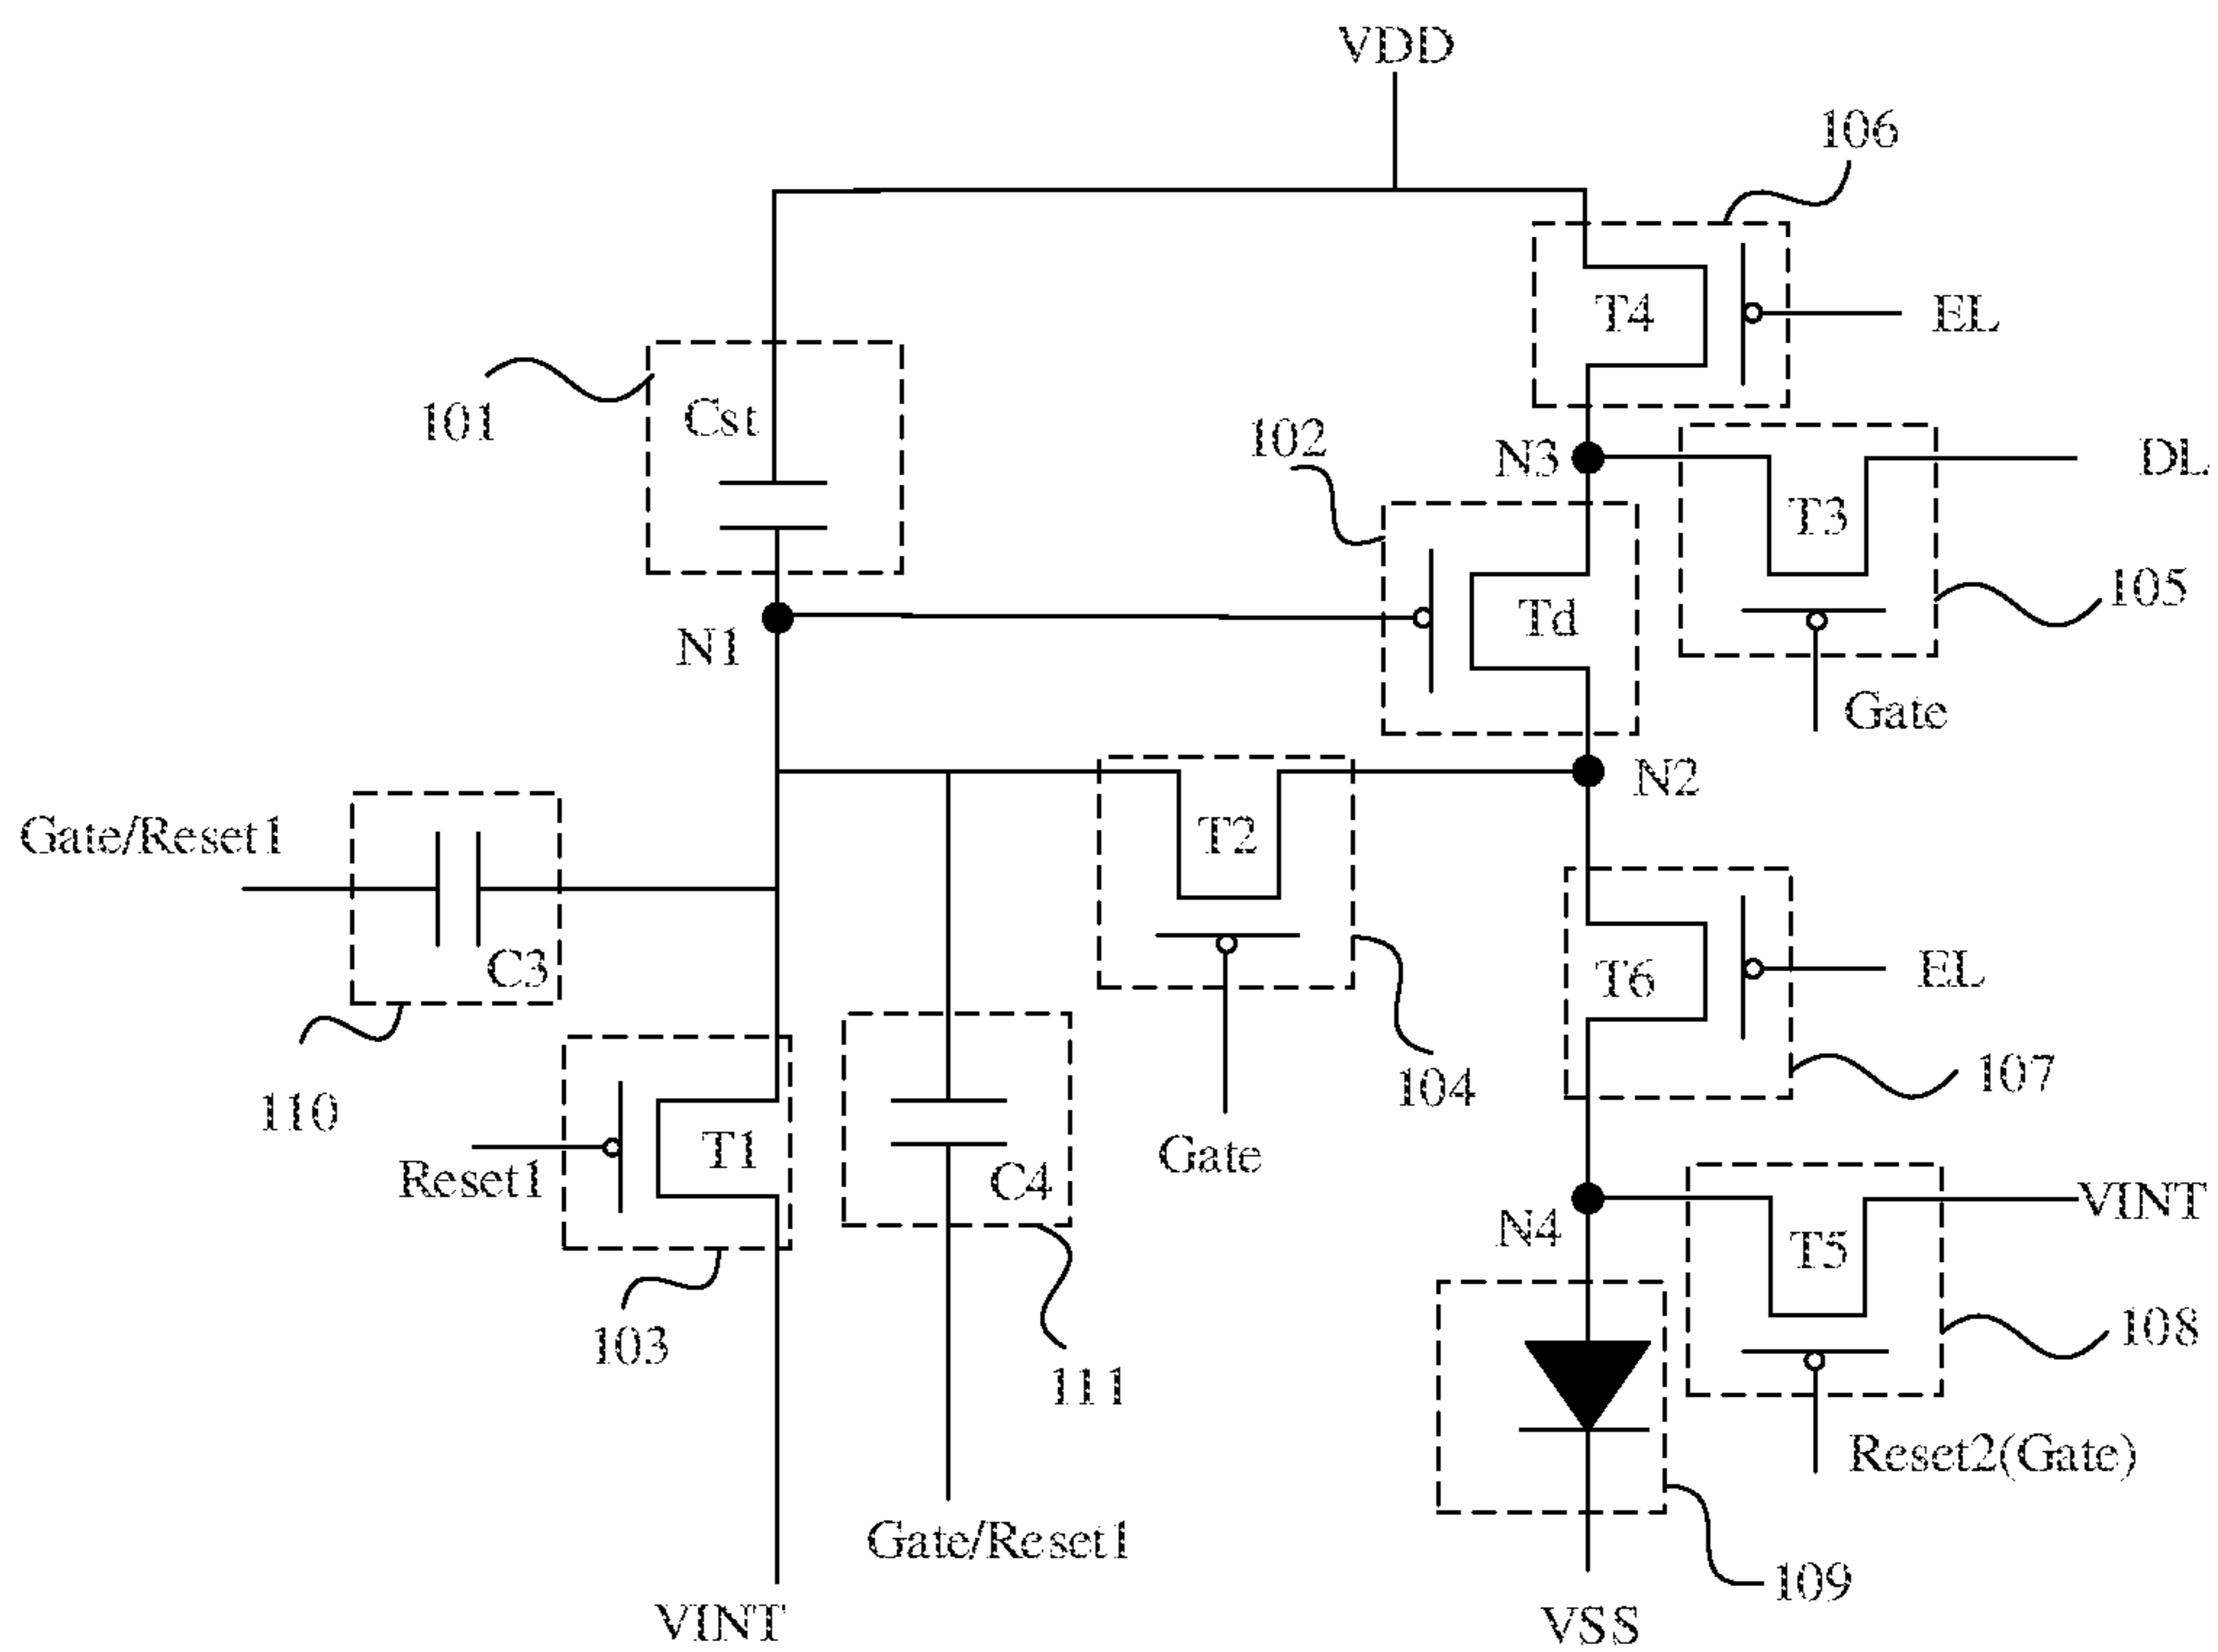 VDD
106
T4
EL
101
Cst
102
N3
DL
T3
Td
105
N1
Gate
N2
Gate/Reset1
T2
C3
T6
EL
110
104
107
Reset1
T1
C4
Gate
N4
T5
VINT
103
111
108
Reset2(Gate)
Gate/Reset1
109
VINT
VSS